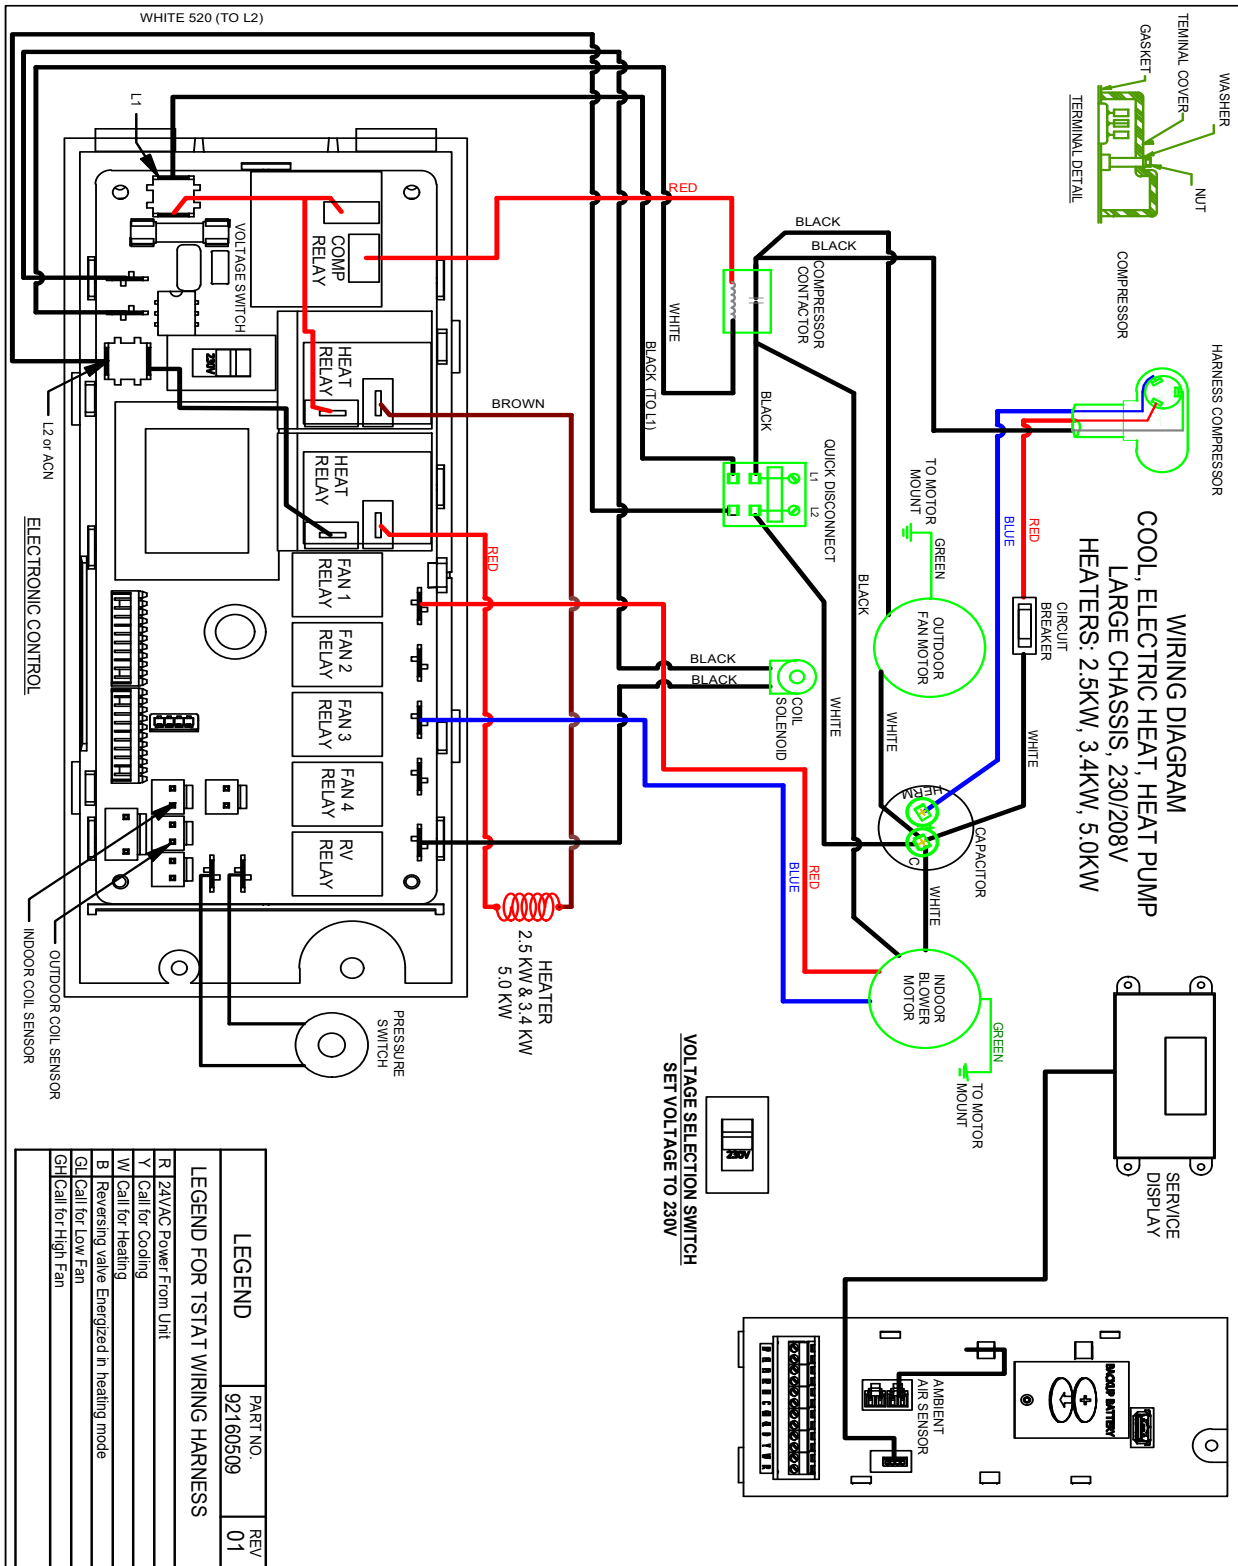 WIRING DIAGRAM
COOL, ELECTRIC HEAT, HEAT PUMP
LARGE CHASSIS, 230/208V
HEATERS: 2.5KW, 3.4KW, 5.0KW
WHITE 520 (TO L2)
TEMINAL COVER
GASKET
WASHER
NUT
TERMINAL DETAIL
COMPRESSOR
HARNESS COMPRESSOR
L1
VOLTAGE SWITCH
COMP
RELAY
230V
HEAT
RELAY
HEAT
RELAY
L2 or ACN
ELECTRONIC CONTROL
FAN 1
RELAY
FAN 2
RELAY
FAN 3
RELAY
FAN 4
RELAY
RV
RELAY
RED
BLACK
BLACK
COMPRESSOR
CONTACTOR
WHITE
BLACK (TO L1)
BLACK
BROWN
RED
QUICK DISCONNECT
L1
L2
TO MOTOR
MOUNT
GREEN
OUTDOOR
FAN MOTOR
BLUE
RED
CIRCUIT
BREAKER
WHITE
BLACK
BLACK
BLACK
COIL
SOLENOID
WHITE
WHITE
HERM
C
CAPACITOR
WHITE
RED
BLUE
INDOOR
BLOWER
MOTOR
GREEN
TO MOTOR
MOUNT
HEATER
2.5 KW & 3.4 KW
5.0 KW
PRESSURE
SWITCH
OUTDOOR COIL SENSOR
INDOOR COIL SENSOR
230V
VOLTAGE SELECTION SWITCH
SET VOLTAGE TO 230V
SERVICE
DISPLAY
AMBIENT
AIR SENSOR
BACKUP BATTERY
LEGEND
PART NO.
92160509
REV
01
LEGEND FOR TSTAT WIRING HARNESS
R 24VAC Power From Unit
Y Call for Cooling
W Call for Heating
B Reversing valve Energized in heating mode
GL Call for Low Fan
GH Call for High Fan